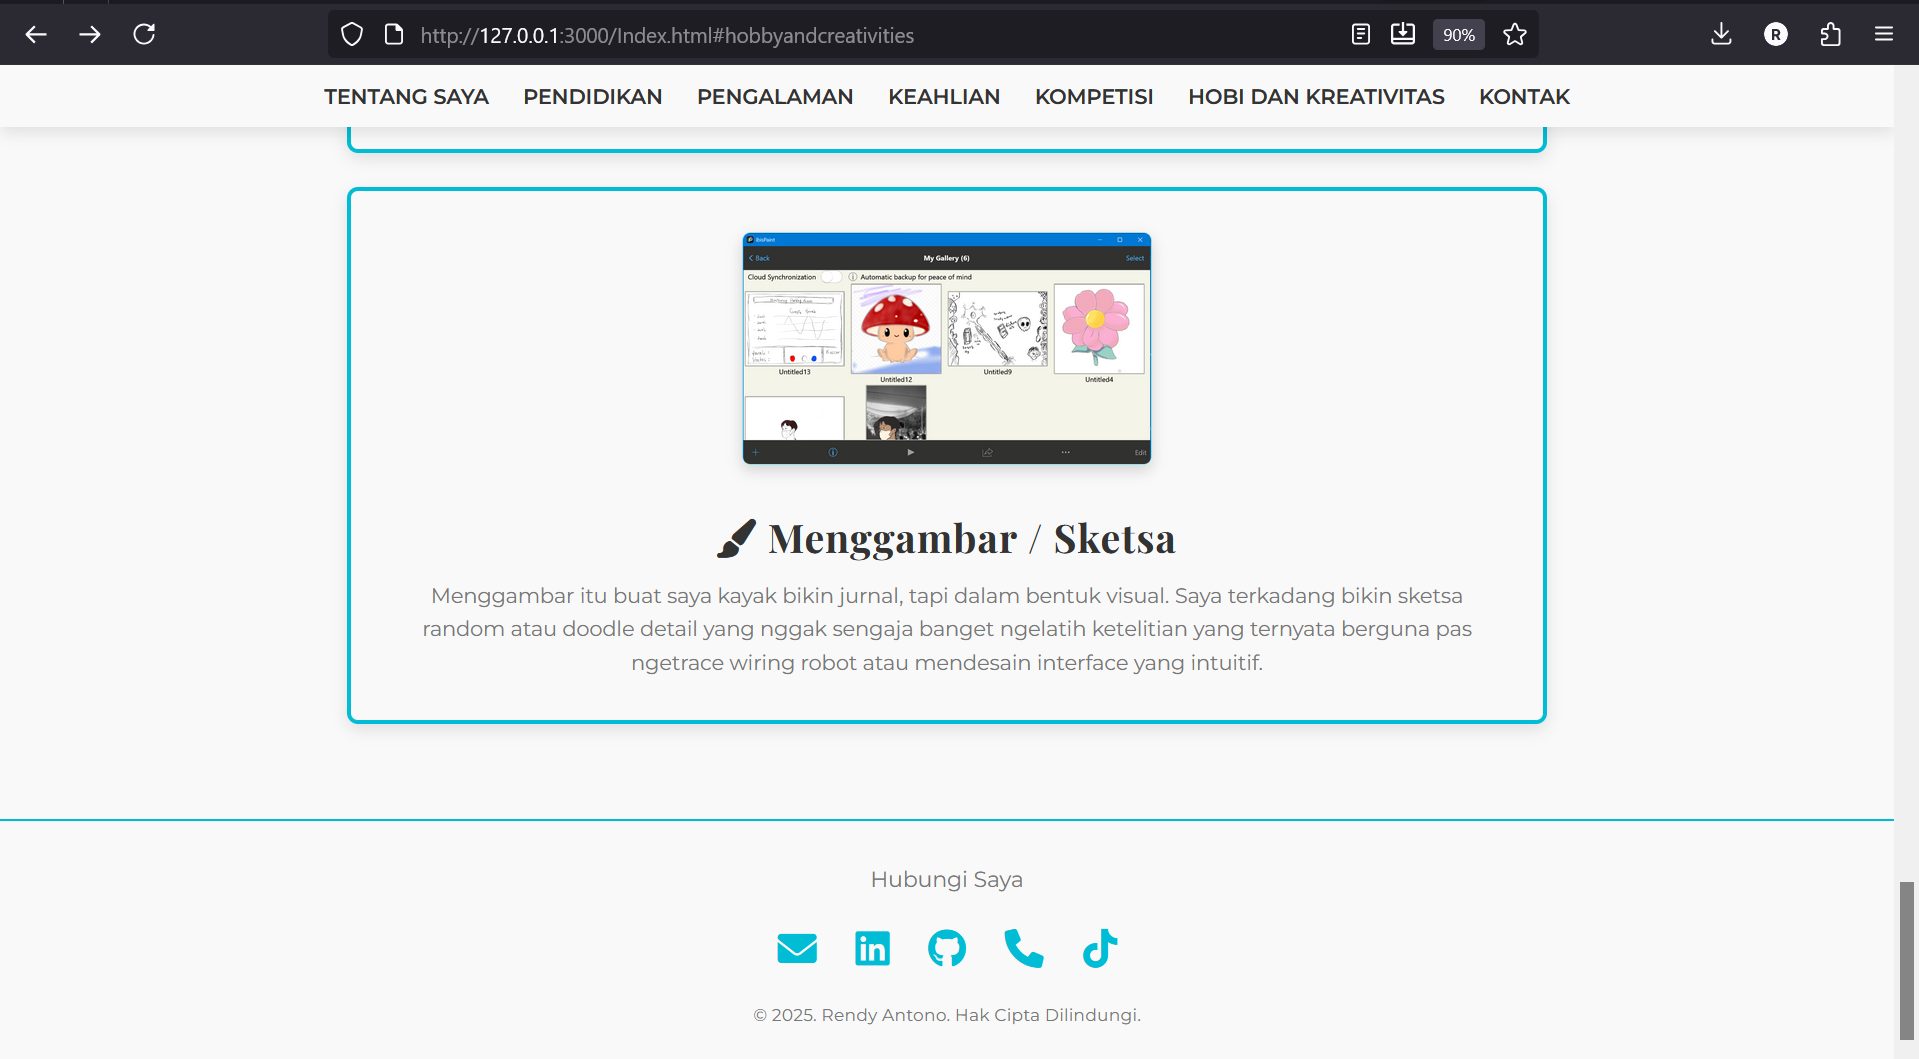 http://127.0.0.1:3000/Index.html#hobbyandcreativities
90%
R
TENTANG SAYA PENDIDIKAN PENGALAMAN KEAHLIAN KOMPETISI HOBI DAN KREATIVITAS KONTAK
ibisPaint
Back
My Gallery (6)
Select
Cloud Synchronization
Automatic backup for peace of mind
Untitled13
Untitled12
Untitled9
Untitled4
Edit
Menggambar / Sketsa
Menggambar itu buat saya kayak bikin jurnal, tapi dalam bentuk visual. Saya terkadang bikin sketsa
random atau doodle detail yang nggak sengaja banget ngelatih ketelitian yang ternyata berguna pas
ngetrace wiring robot atau mendesain interface yang intuitif.
Hubungi Saya
in
© 2025. Rendy Antono. Hak Cipta Dilindungi.